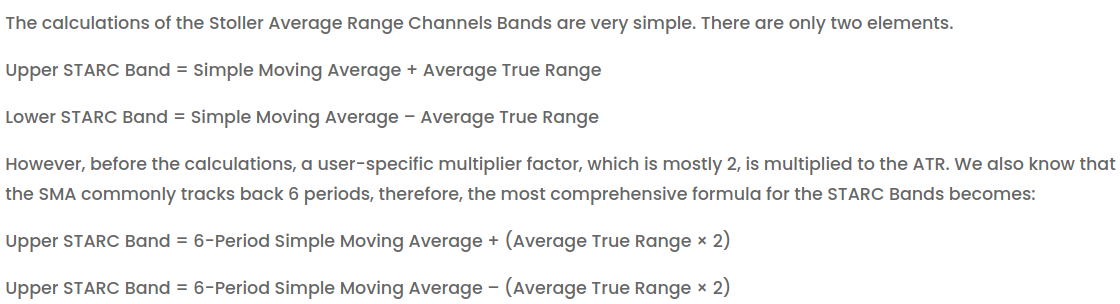 The calculations of the Stoller Average Range Channels Bands are very simple. There are only two elements.
Upper STARC Band = Simple Moving Average + Average True Range
Lower STARC Band = Simple Moving Average – Average True Range
However, before the calculations, a user-specific multiplier factor, which is mostly 2, is multiplied to the ATR. We also know that
the SMA commonly tracks back 6 periods, therefore, the most comprehensive formula for the STARC Bands becomes:
Upper STARC Band = 6-Period Simple Moving Average + (Average True Range × 2)
Upper STARC Band = 6-Period Simple Moving Average – (Average True Range × 2)